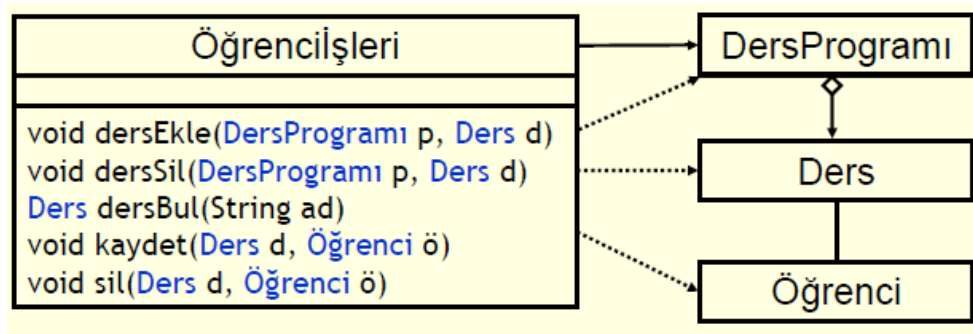 Öğrenciİşleri
void dersEkle(DersProgramı p, Ders d)
void dersSil(DersProgramı p, Ders d)
Ders dersBul(String ad)
void kaydet(Ders d, Öğrenci ö)
void sil(Ders d, Öğrenci ö)
DersProgramı
Ders
Öğrenci